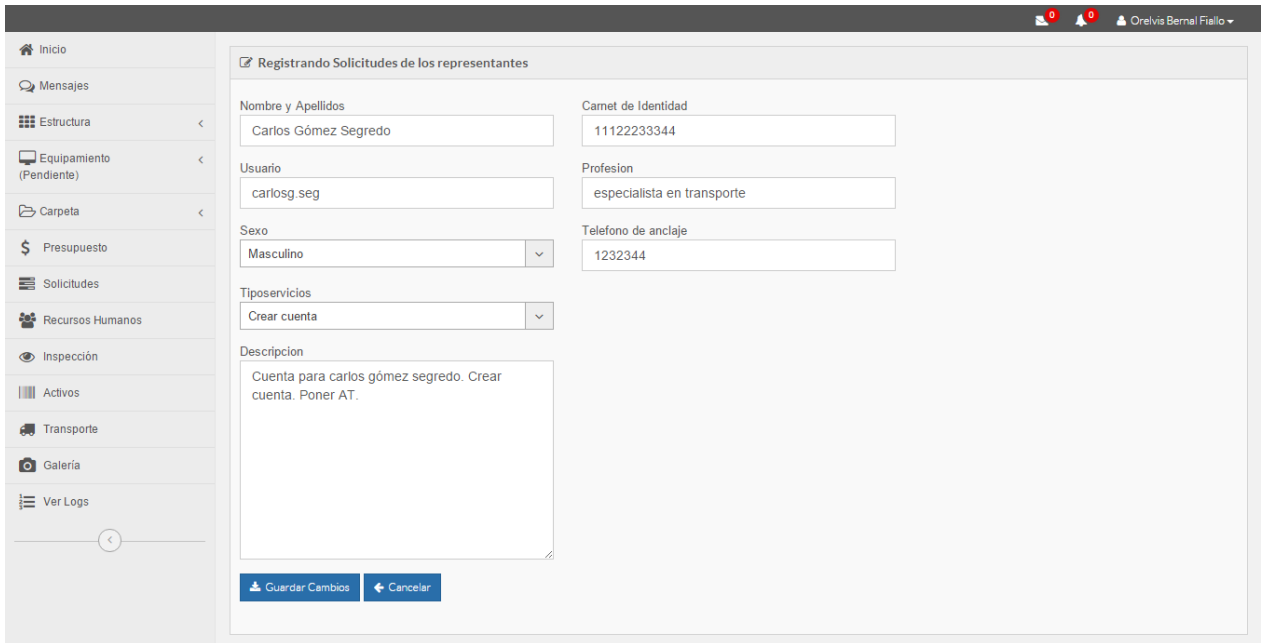 0
0
Orelvis Bernal Fiallo
Inicio
Mensajes
Estructura
Equipamiento
(Pendiente)
Carpeta
Presupuesto
Solicitudes
Recursos Humanos
Inspección
Activos
Transporte
Galería
Ver Logs
Registrando Solicitudes de los representantes
Nombre y Apellidos
Carlos Gómez Segredo
Carnet de Identidad
11122233344
Usuario
carlosg.seg
Profesion
especialista en transporte
Sexo
Masculino
Telefono de anclaje
1232344
Tiposervicios
Crear cuenta
Descripcion
Cuenta para carlos gómez segredo. Crear
cuenta. Poner AT.
Guardar Cambios
Cancelar